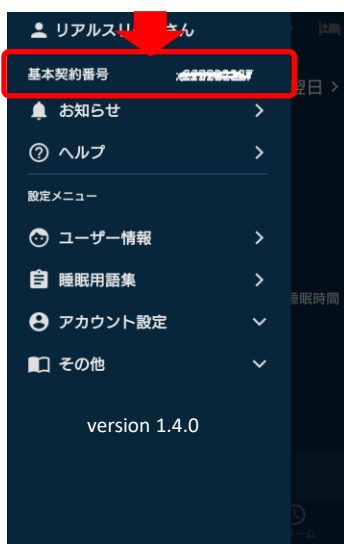 リアルスリ さん
基本契約番号
翌日
お知らせ
ヘルプ
設定メニュー
ユーザー情報
睡眠用語集
睡眠時間
アカウント設定
その他
version 1.4.0